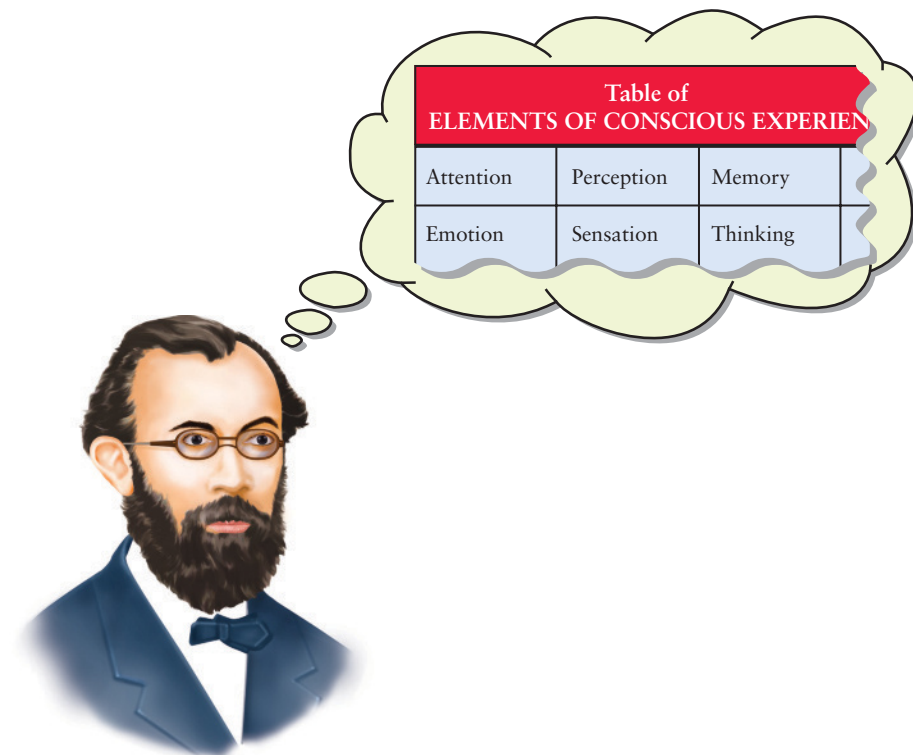 Table of
ELEMENTS OF CONSCIOUS EXPERIEN
Attention Perception Memory
Emotion Sensation Thinking